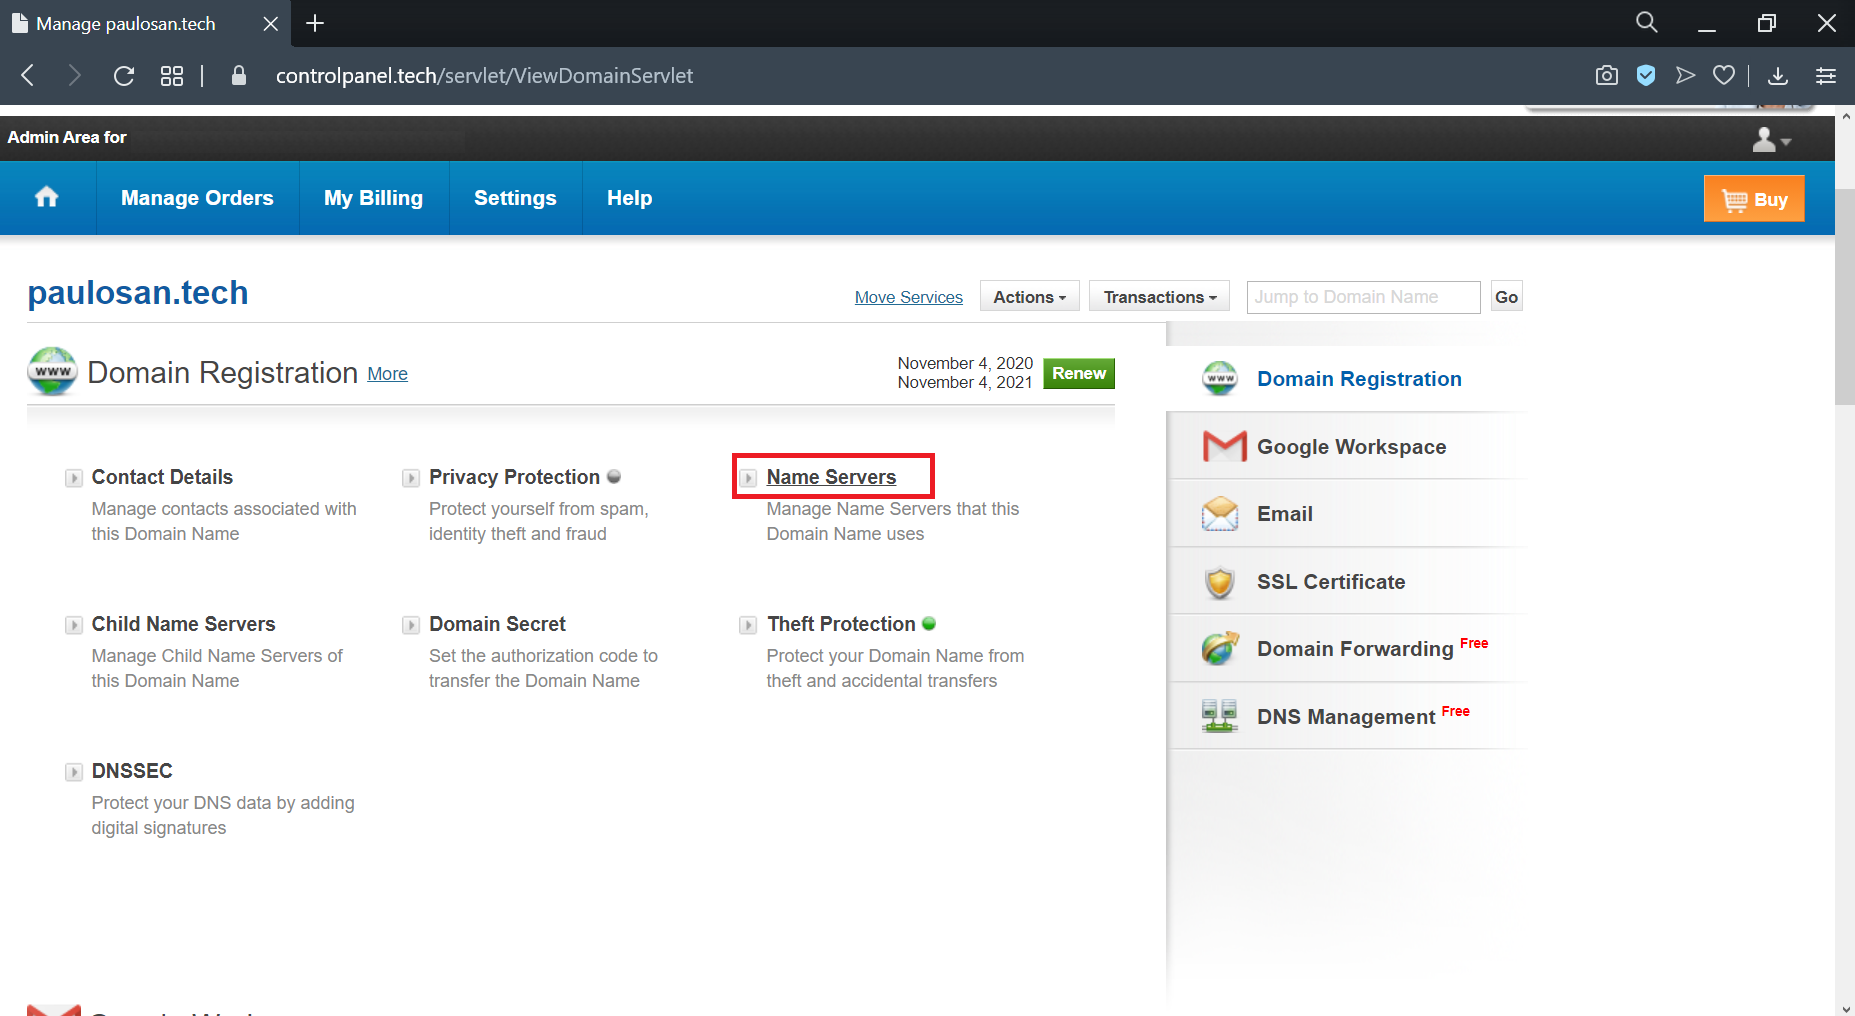 Manage paulosan.tech
controlpanel.tech/servlet/ViewDomainServlet
Admin Area for
Manage Orders
My Billing
Settings
Help
Buy
paulosan.tech
Move Services
Actions
Transactions
Jump to Domain Name
Go
www
Domain Registration More
November 4, 2020
November 4, 2021
Renew
Contact Details
Manage contacts associated with
this Domain Name
Privacy Protection
Protect yourself from spam,
identity theft and fraud
Name Servers
Manage Name Servers that this
Domain Name uses
Child Name Servers
Manage Child Name Servers of
this Domain Name
Domain Secret
Set the authorization code to
transfer the Domain Name
Theft Protection
Protect your Domain Name from
theft and accidental transfers
DNSSEC
Protect your DNS data by adding
digital signatures
www
Domain Registration
Google Workspace
Email
SSL Certificate
Domain Forwarding Free
DNS Management Free